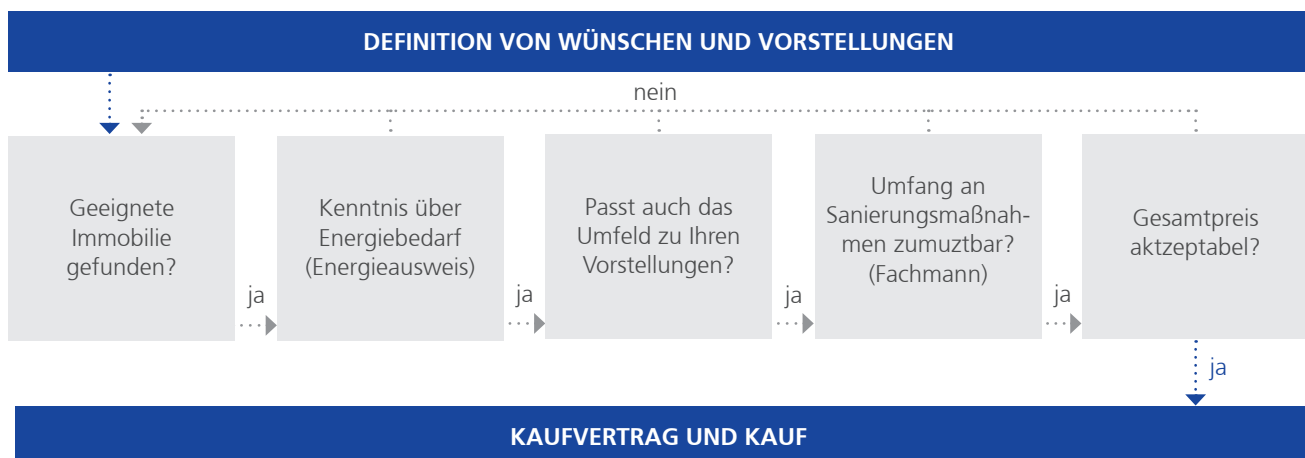 DEFINITION VON WÜNSCHEN UND VORSTELLUNGEN
nein
Geeignete
Immobilie
gefunden?
ja
Kenntnis über
Energiebedarf
(Energieausweis)
ja
Passt auch das
Umfeld zu Ihren
Vorstellungen?
ja
Umfang an
Sanierungsmaßnah-
men zumuztbar?
(Fachmann)
ja
Gesamtpreis
aktzeptabel?
ja
KAUFVERTRAG UND KAUF